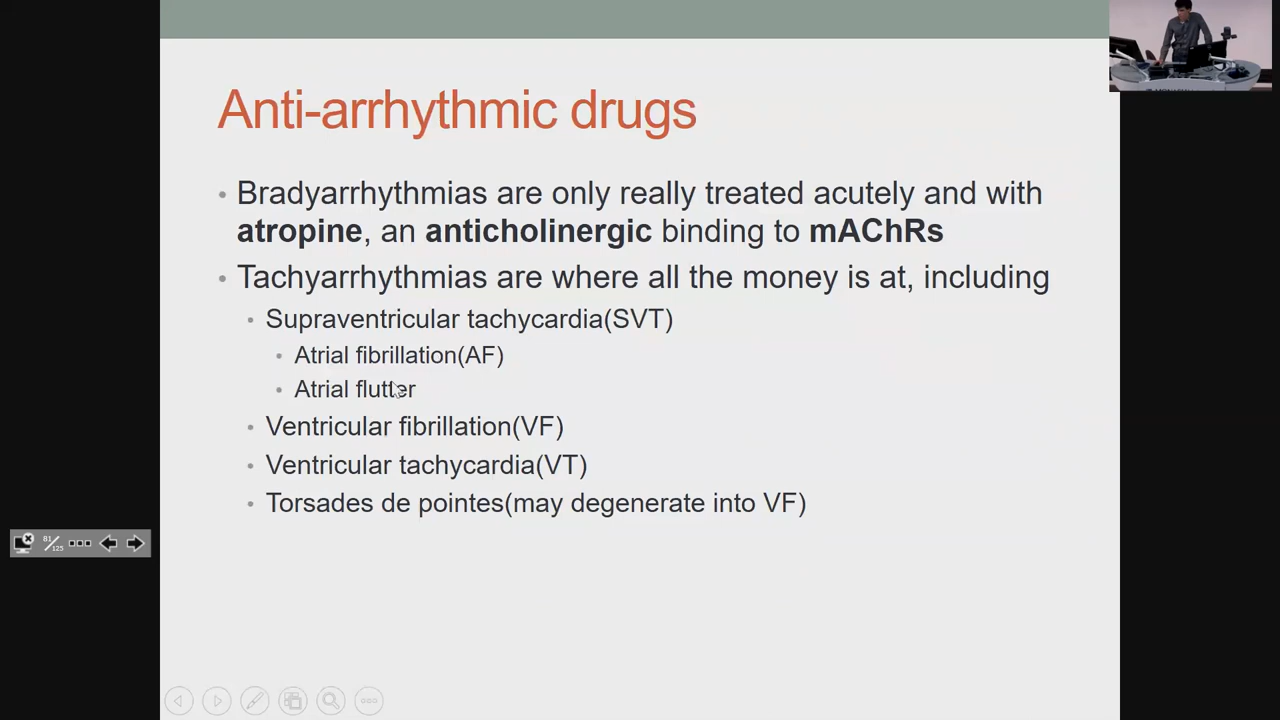 Anti-arrhythmic drugs
• Bradyarrhythmias are only really treated acutely and with
atropine, an anticholinergic binding to mAChRs
• Tachyarrhythmias are where all the money is at, including
• Supraventricular tachycardia(SVT)
• Atrial fibrillation(AF)
• Atrial flutter
• Ventricular fibrillation(VF)
• Ventricular tachycardia(VT)
• Torsades de pointes(may degenerate into VF)
81/125